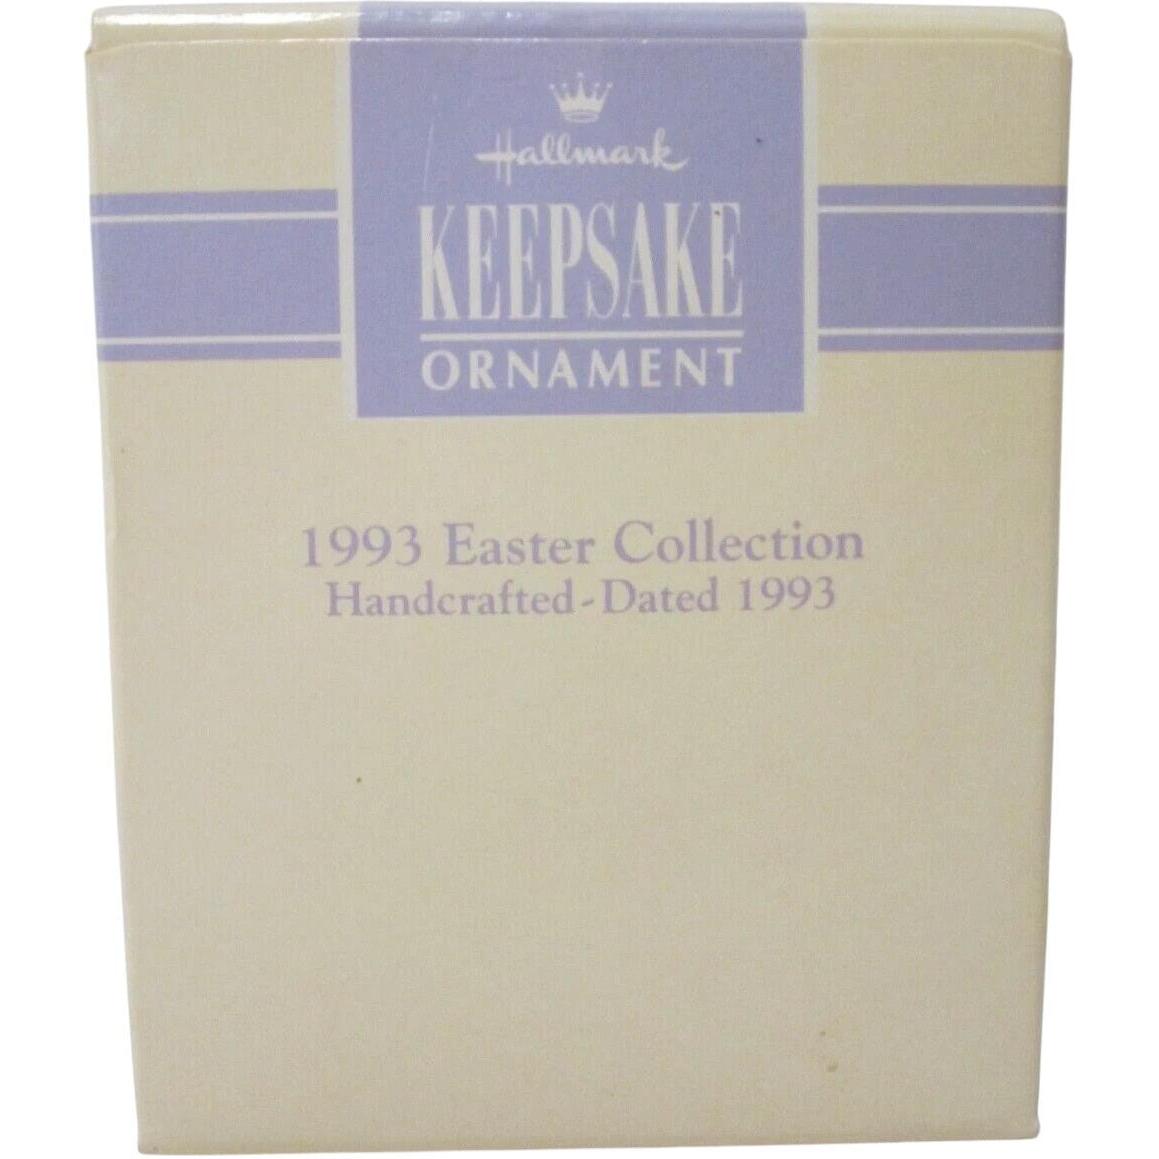 Hallmark
KEEPSAKE
ORNAMENT
1993 Easter Collection
Handcrafted-Dated 1993